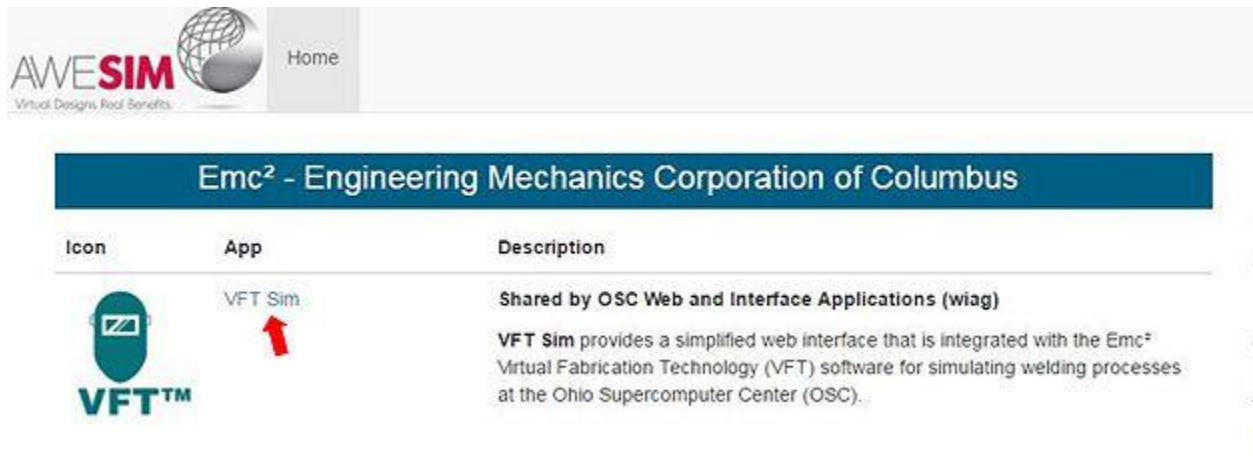 AWESIM
Virtual Designs. Real Benefits.
Home
Emc² - Engineering Mechanics Corporation of Columbus
Icon App Description
VFT Sim
Shared by OSC Web and Interface Applications (wiag)
VFT Sim provides a simplified web interface that is integrated with the Emc²
Virtual Fabrication Technology (VFT) software for simulating welding processes
at the Ohio Supercomputer Center (OSC).
VFT™